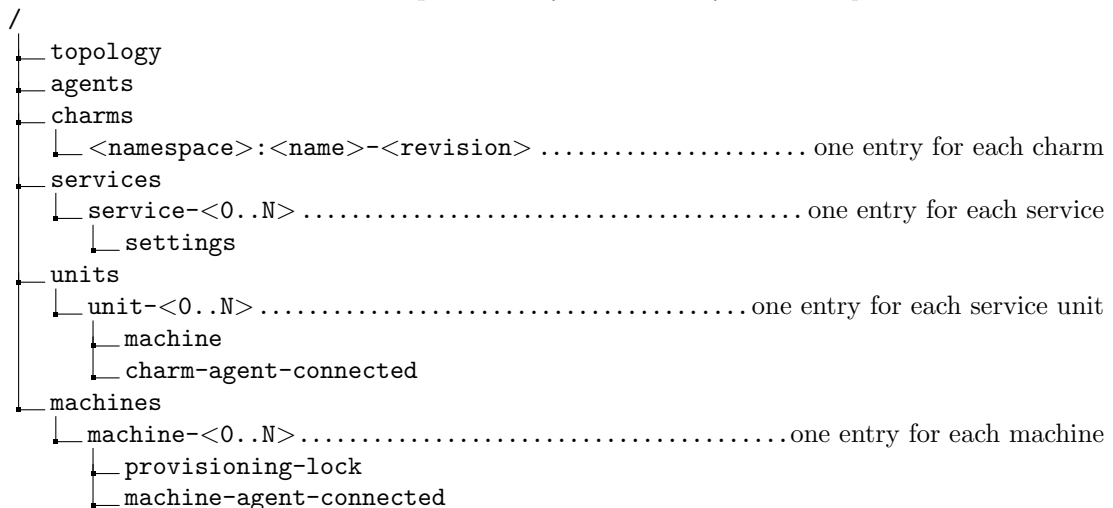 /
topology
agents
charms
<namespace>:<name>-<revision> ...................... one entry for each charm
services
service-<0..N> ......................................... one entry for each service
settings
units
unit-<0..N> ........................................ one entry for each service unit
machine
charm-agent-connected
machines
machine-<0..N> ........................................ one entry for each machine
provisioning-lock
machine-agent-connected